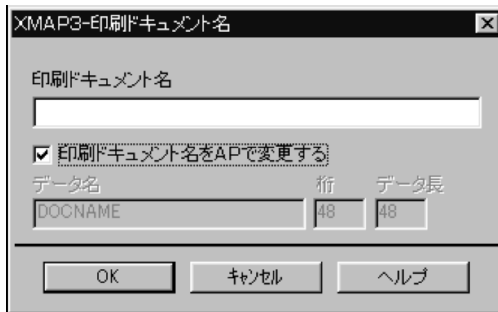 XMAP3-印刷ドキュメント名
印刷ドキュメント名
印刷ドキュメント名をAPで変更する
データ名 桁 データ長
DOCNAME 48 48
OK ｷｬﾝｾﾙ ヘルプ